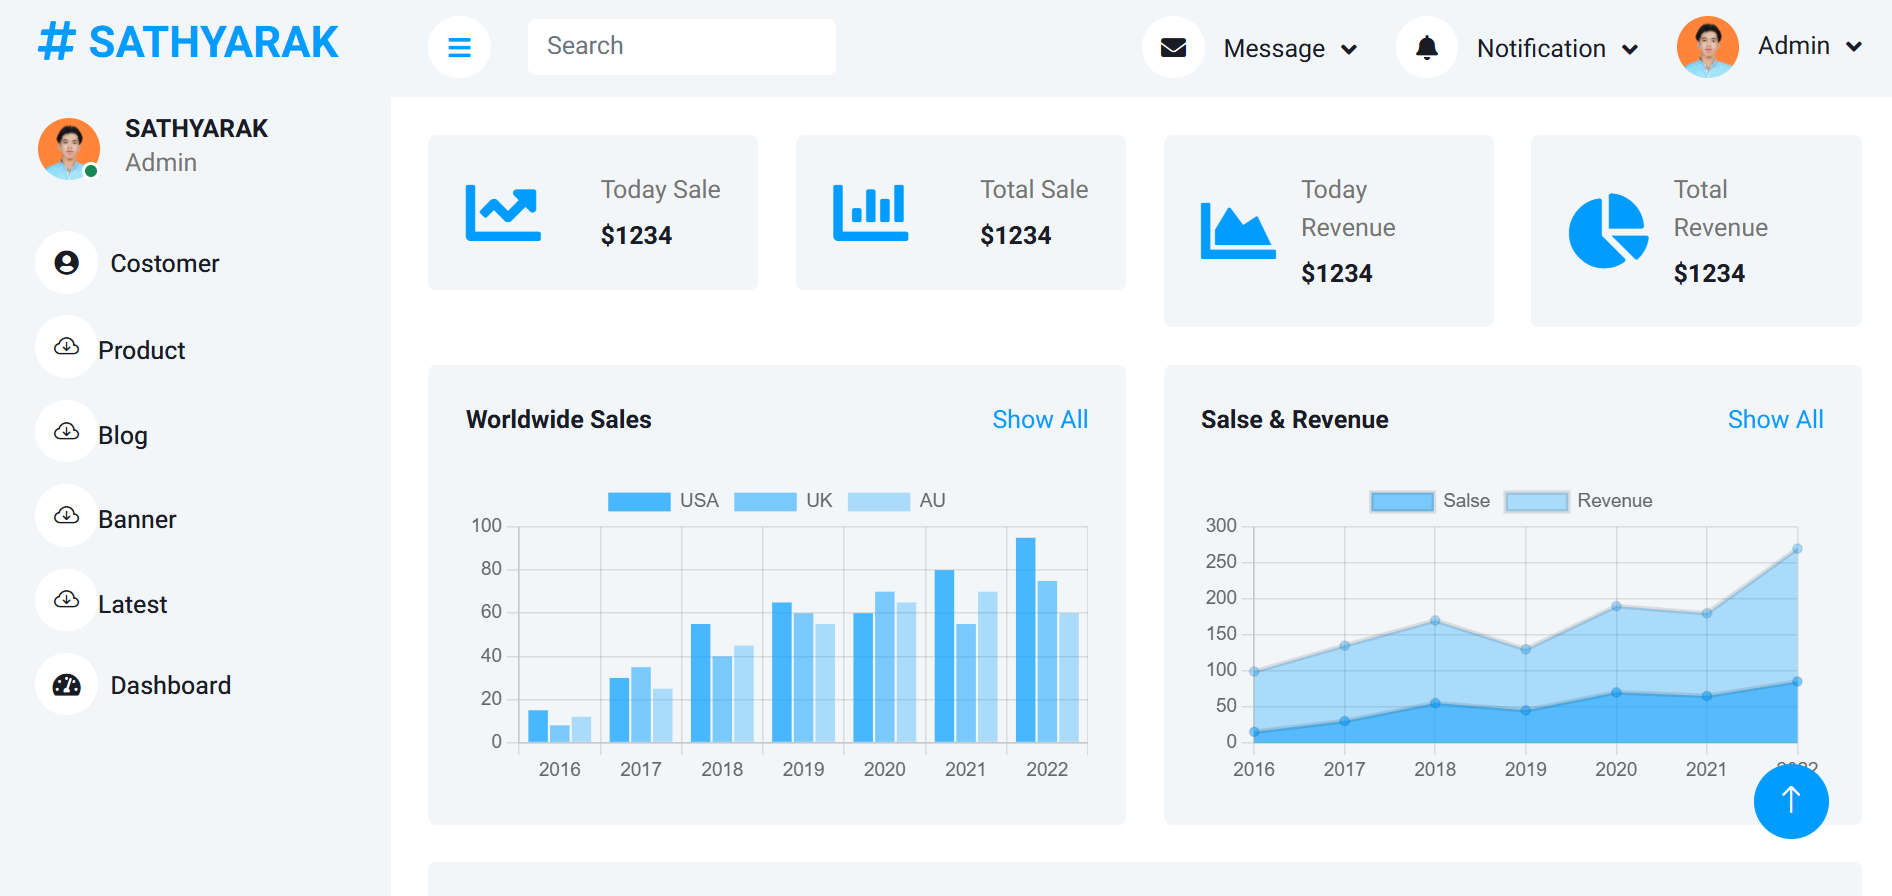 # SATHYARAK
Search
Message
Notification
Admin
SATHYARAK
Admin
Costomer
Product
Blog
Banner
Latest
Dashboard
Today Sale
$1234
Total Sale
$1234
Today
Revenue
$1234
Total
Revenue
$1234
Worldwide Sales
Show All
USA UK AU
100
80
60
40
20
0
2016 2017 2018 2019 2020 2021 2022
Salse & Revenue
Show All
Salse Revenue
300
250
200
150
100
50
0
2016 2017 2018 2019 2020 2021 2022